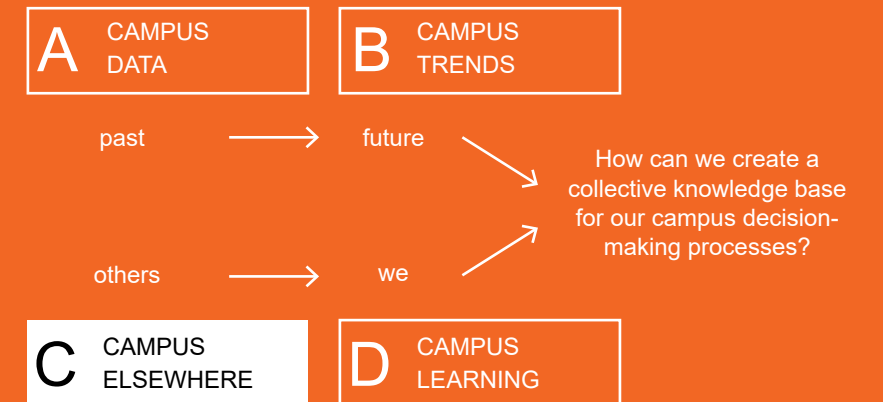 A CAMPUS
DATA
B CAMPUS
TRENDS
past
future
How can we create a
collective knowledge base
for our campus decision-
making processes?
others
we
C CAMPUS
ELSEWHERE
D CAMPUS
LEARNING